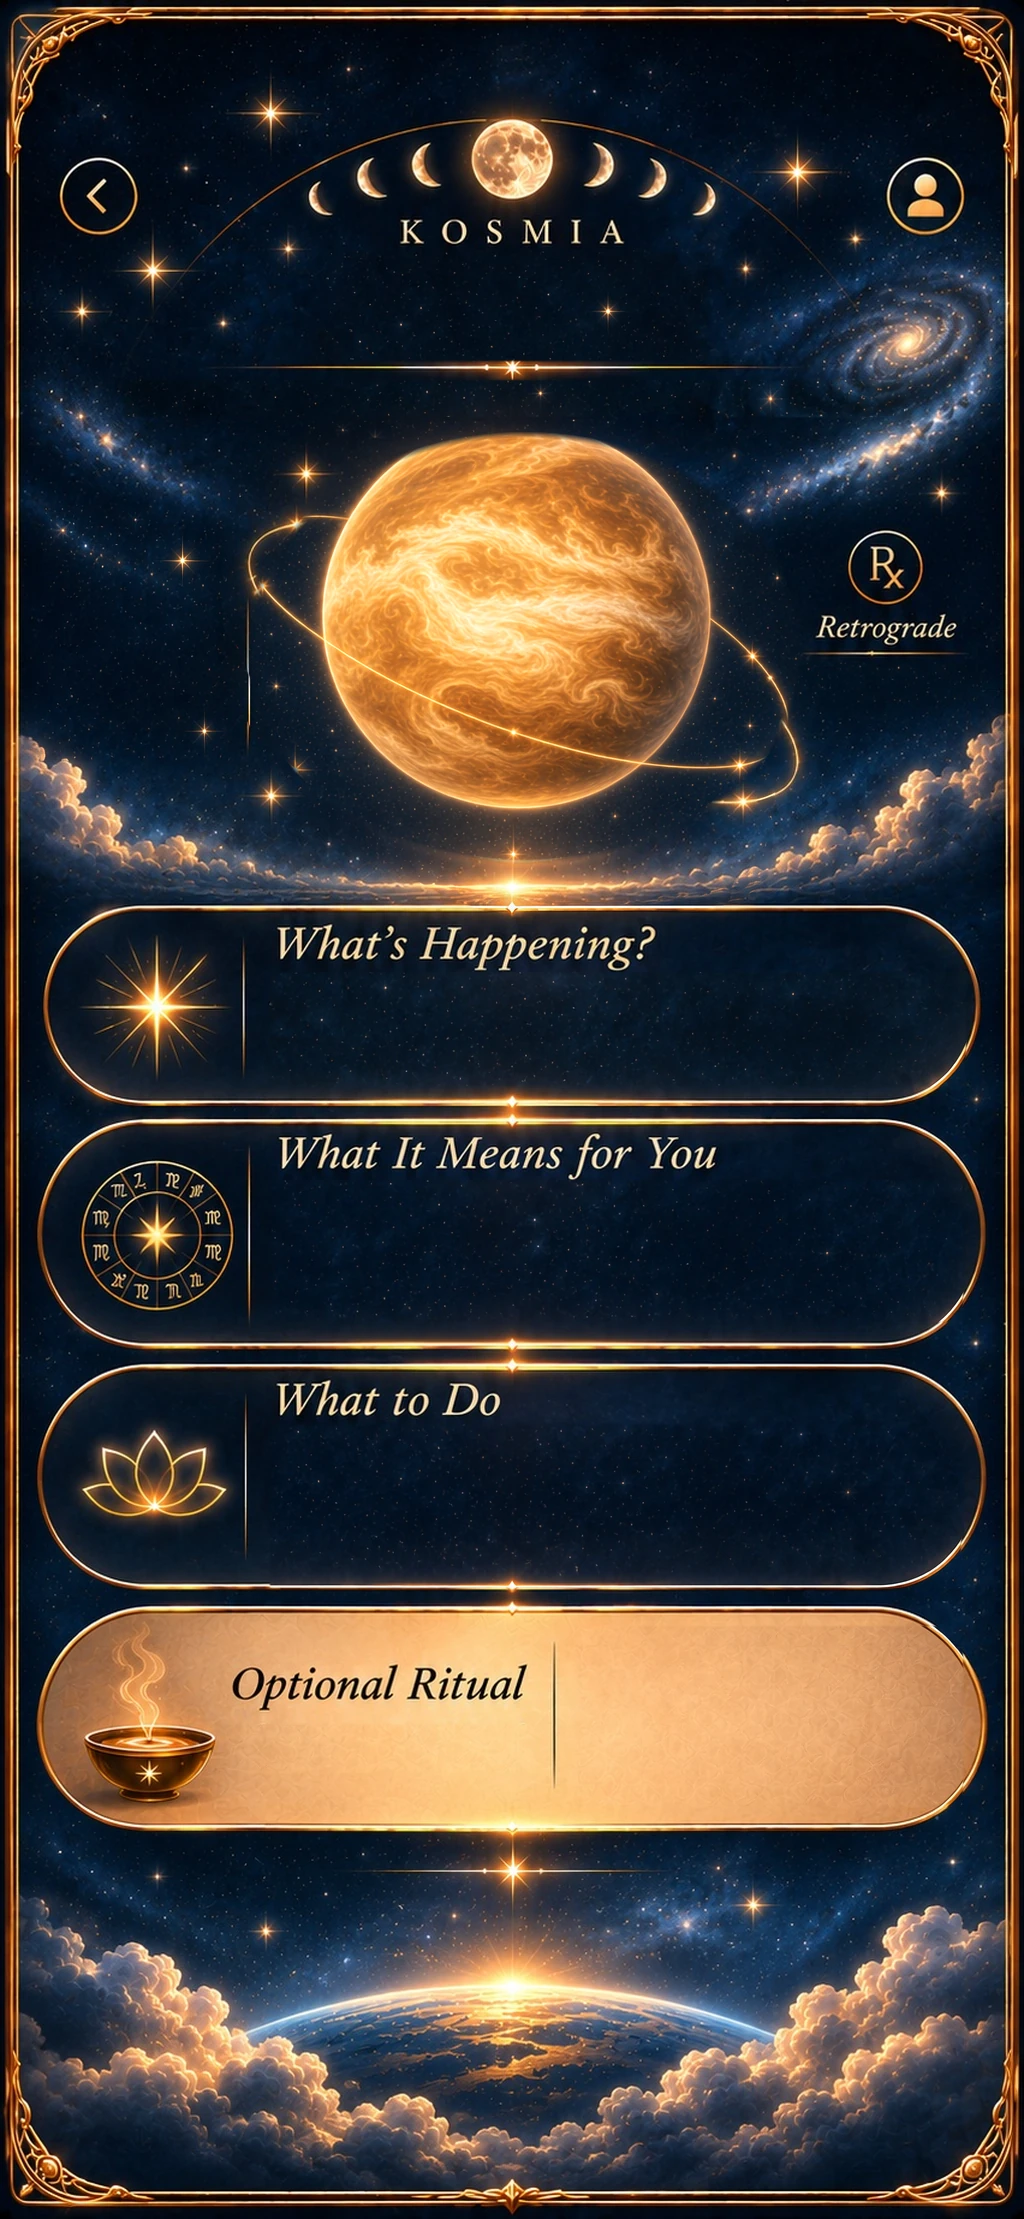 KOSMIA
Rx
Retrograde
What's Happening?
What It Means for You
What to Do
Optional Ritual